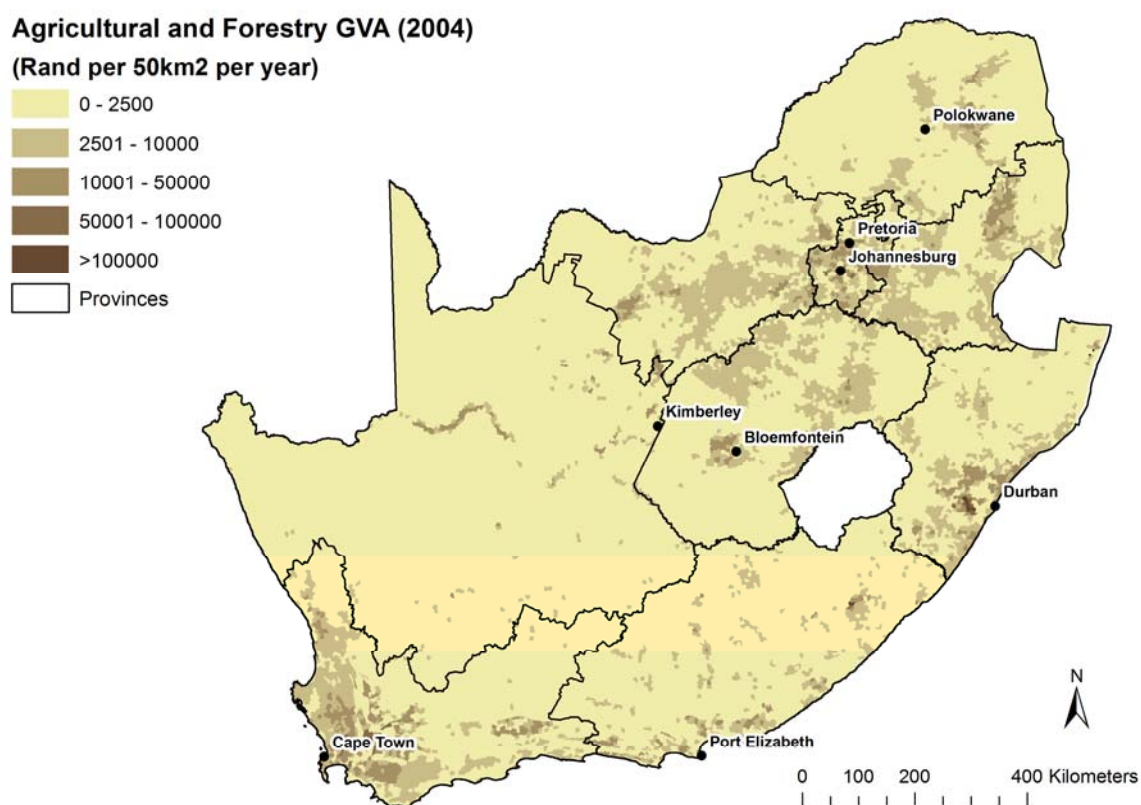 Agricultural and Forestry GVA (2004)
(Rand per 50km2 per year)
0 - 2500
2501 - 10000
10001 - 50000
50001 - 100000
>100000
Provinces
Polokwane
Pretoria
Johannesburg
Kimberley
Bloemfontein
Durban
Cape Town
Port Elizabeth
N
0 100 200 400 Kilometers